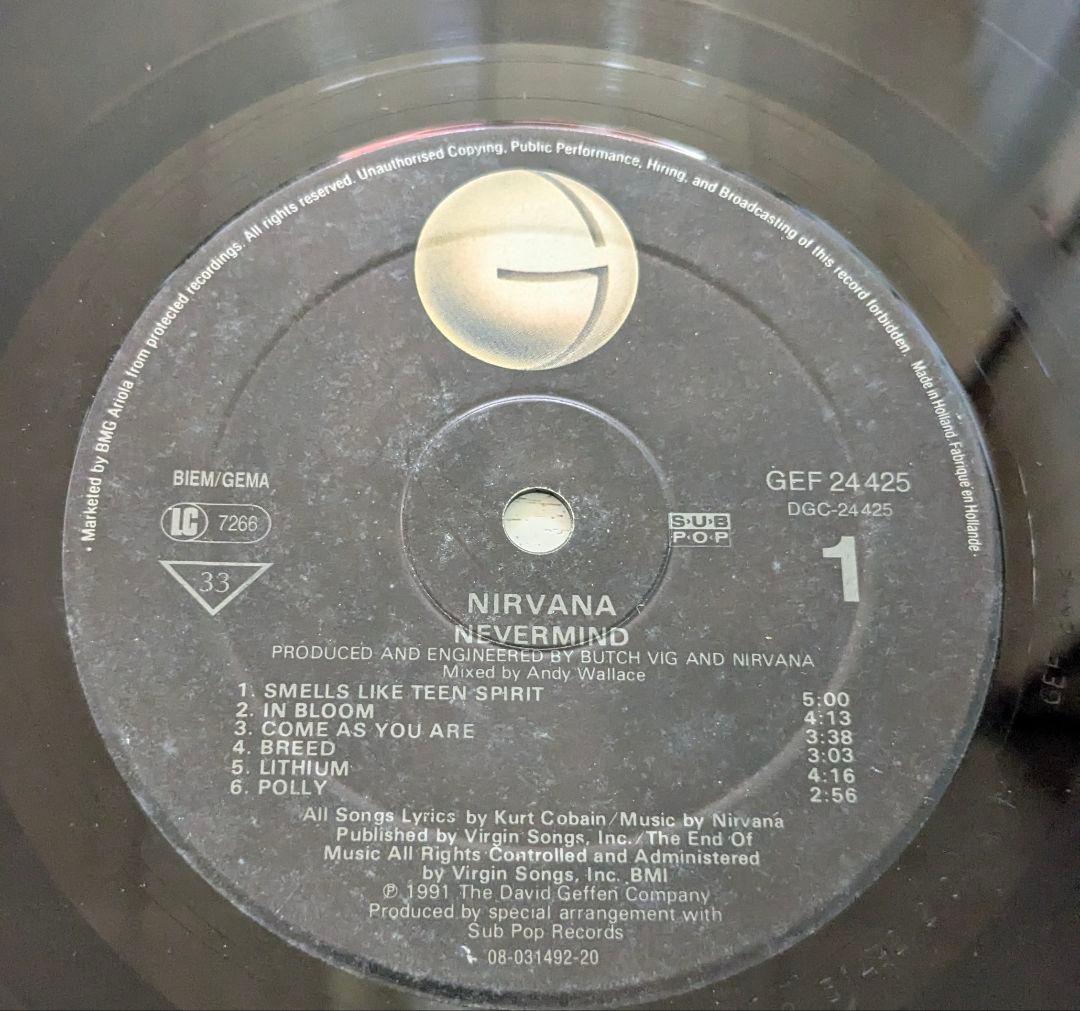 · Marketed by BMG Ariola from protected recordings. All rights reserved. Unauthorised Copying, Public Performance, Hiring, and Broadcasting of this record forbidden. Made in Holland. Fabriqué en Hollande·
BIEM/GEMA
LC 7266
33
GEF 24 425
DGC-24 425
SUB
POP
1
NIRVANA
NEVERMIND
PRODUCED AND ENGINEERED BY BUTCH VIG AND NIRVANA
Mixed by Andy Wallace
1. SMELLS LIKE TEEN SPIRIT 5:00
2. IN BLOOM 4:13
3. COME AS YOU ARE 3:38
4. BREED 3:03
5. LITHIUM 4:16
6. POLLY 2:56
All Songs Lyrics by Kurt Cobain/Music by Nirvana
Published by Virgin Songs, Inc./The End Of
Music All Rights Controlled and Administered
by Virgin Songs, Inc. BMI
℗ 1991 The David Geffen Company
Produced by special arrangement with
Sub Pop Records
08-031492-20